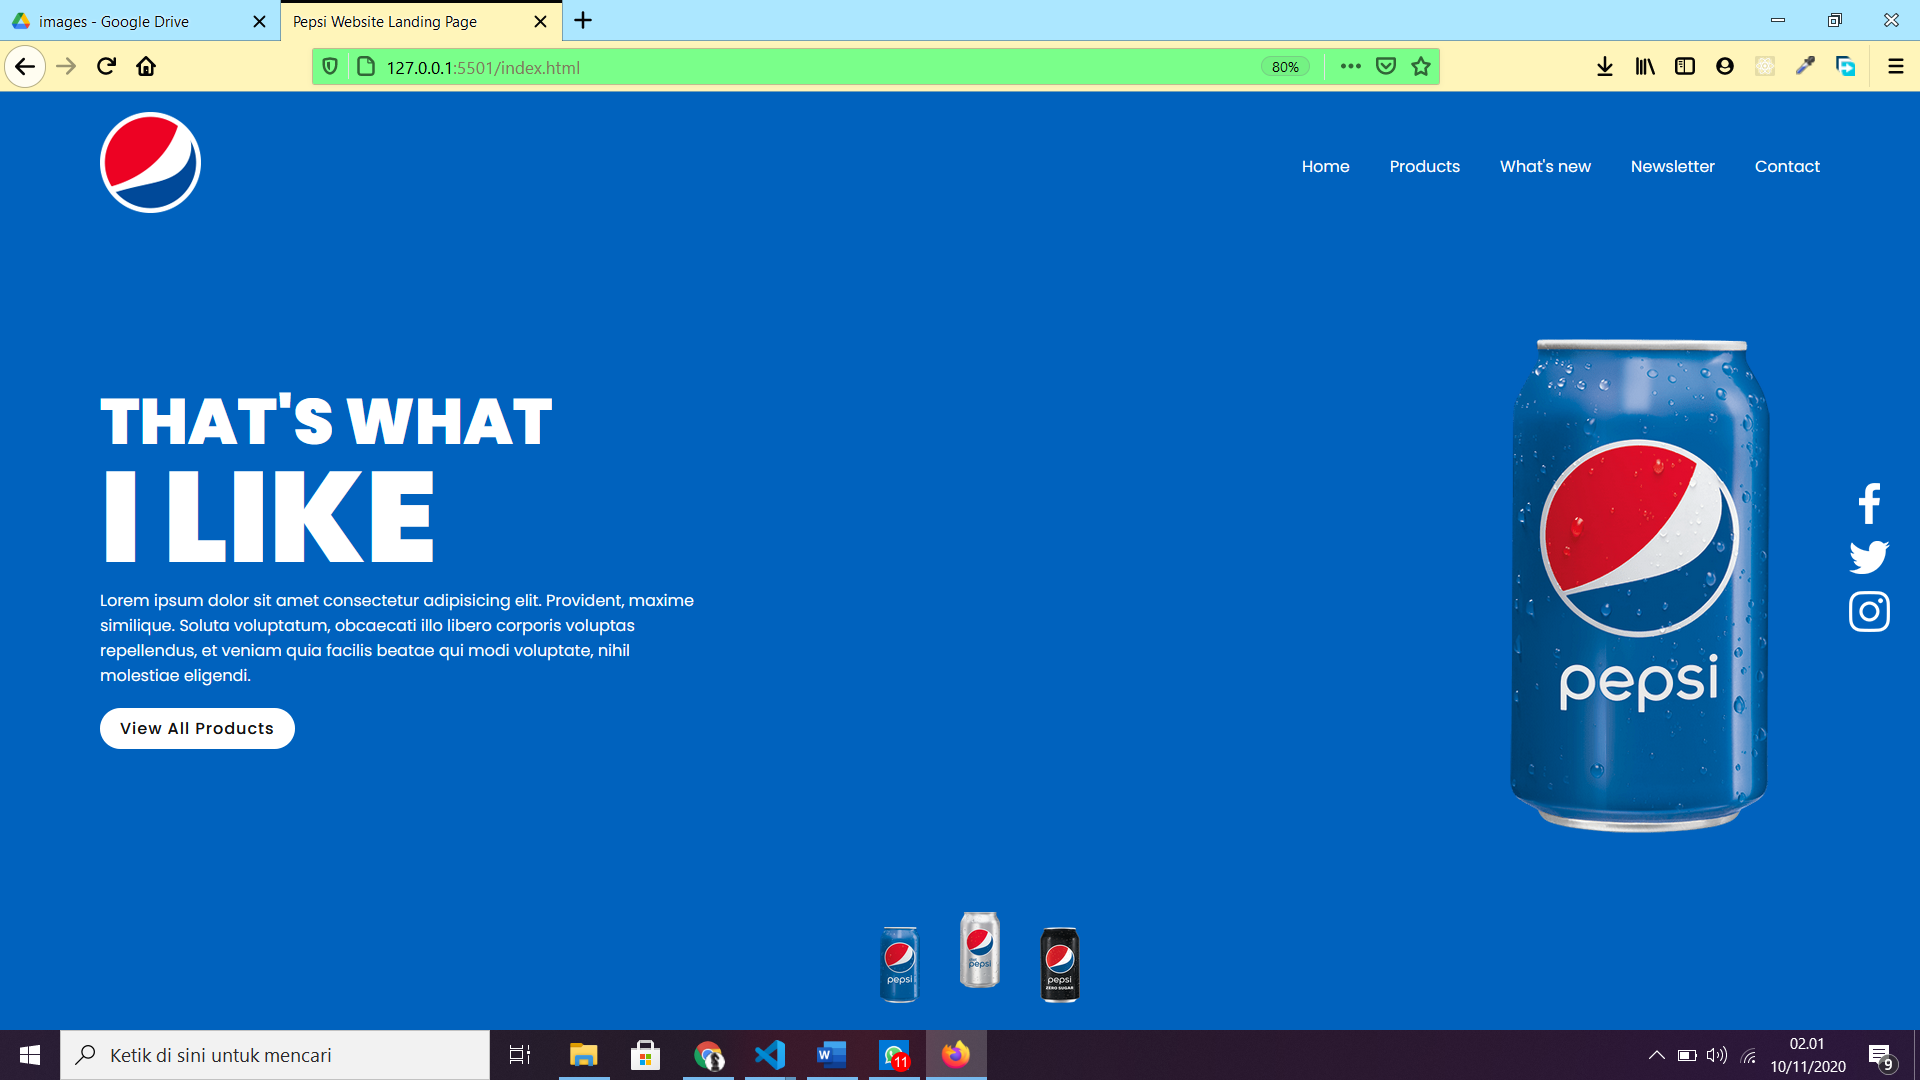 images - Google Drive
Pepsi Website Landing Page
127.0.0.1:5501/index.html
80%
Home Products What's new Newsletter Contact
THAT'S WHAT
I LIKE
Lorem ipsum dolor sit amet consectetur adipisicing elit. Provident, maxime
similique. Soluta voluptatum, obcaecati illo libero corporis voluptas
repellendus, et veniam quia facilis beatae qui modi voluptate, nihil
molestiae eligendi.
View All Products
pepsi
pepsi
diet
pepsi
pepsi
ZERO SUGAR
Ketik di sini untuk mencari
W
11
02.01
10/11/2020
9